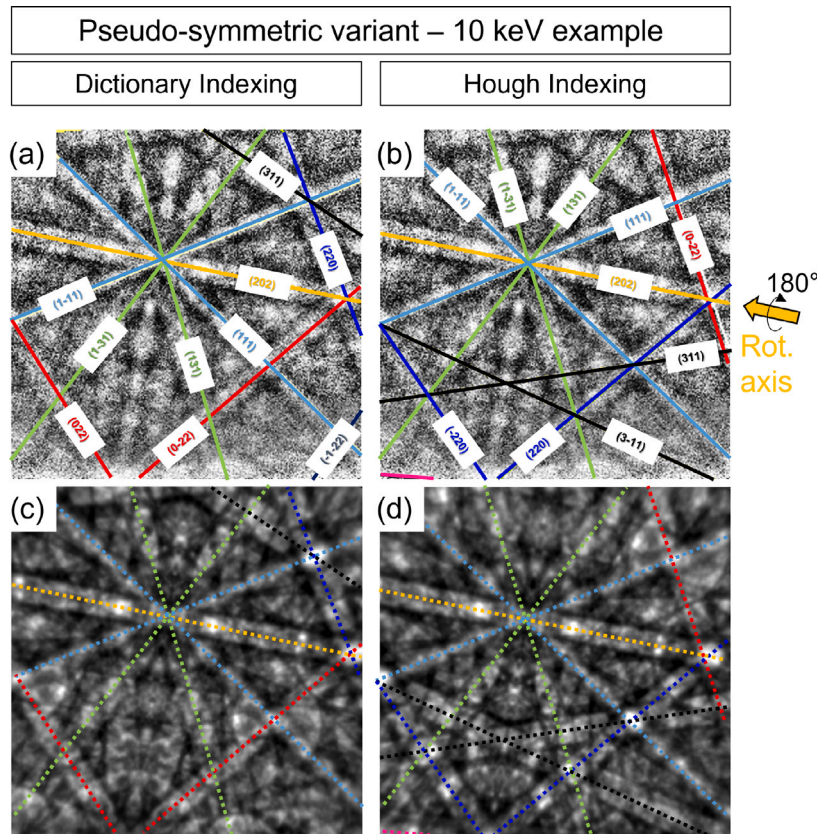 Pseudo-symmetric variant – 10 keV example
Dictionary Indexing
Hough Indexing
(a)
(311)
(220)
(202)
(1-11)
(111)
(1-31)
(131)
(022)
(0-22)
(-1-22)
(b)
(1-11)
(1-31)
(131)
(111)
(0-22)
(202)
(311)
(-220)
(220)
(3-11)
180°
Rot.
axis
(c)
(d)